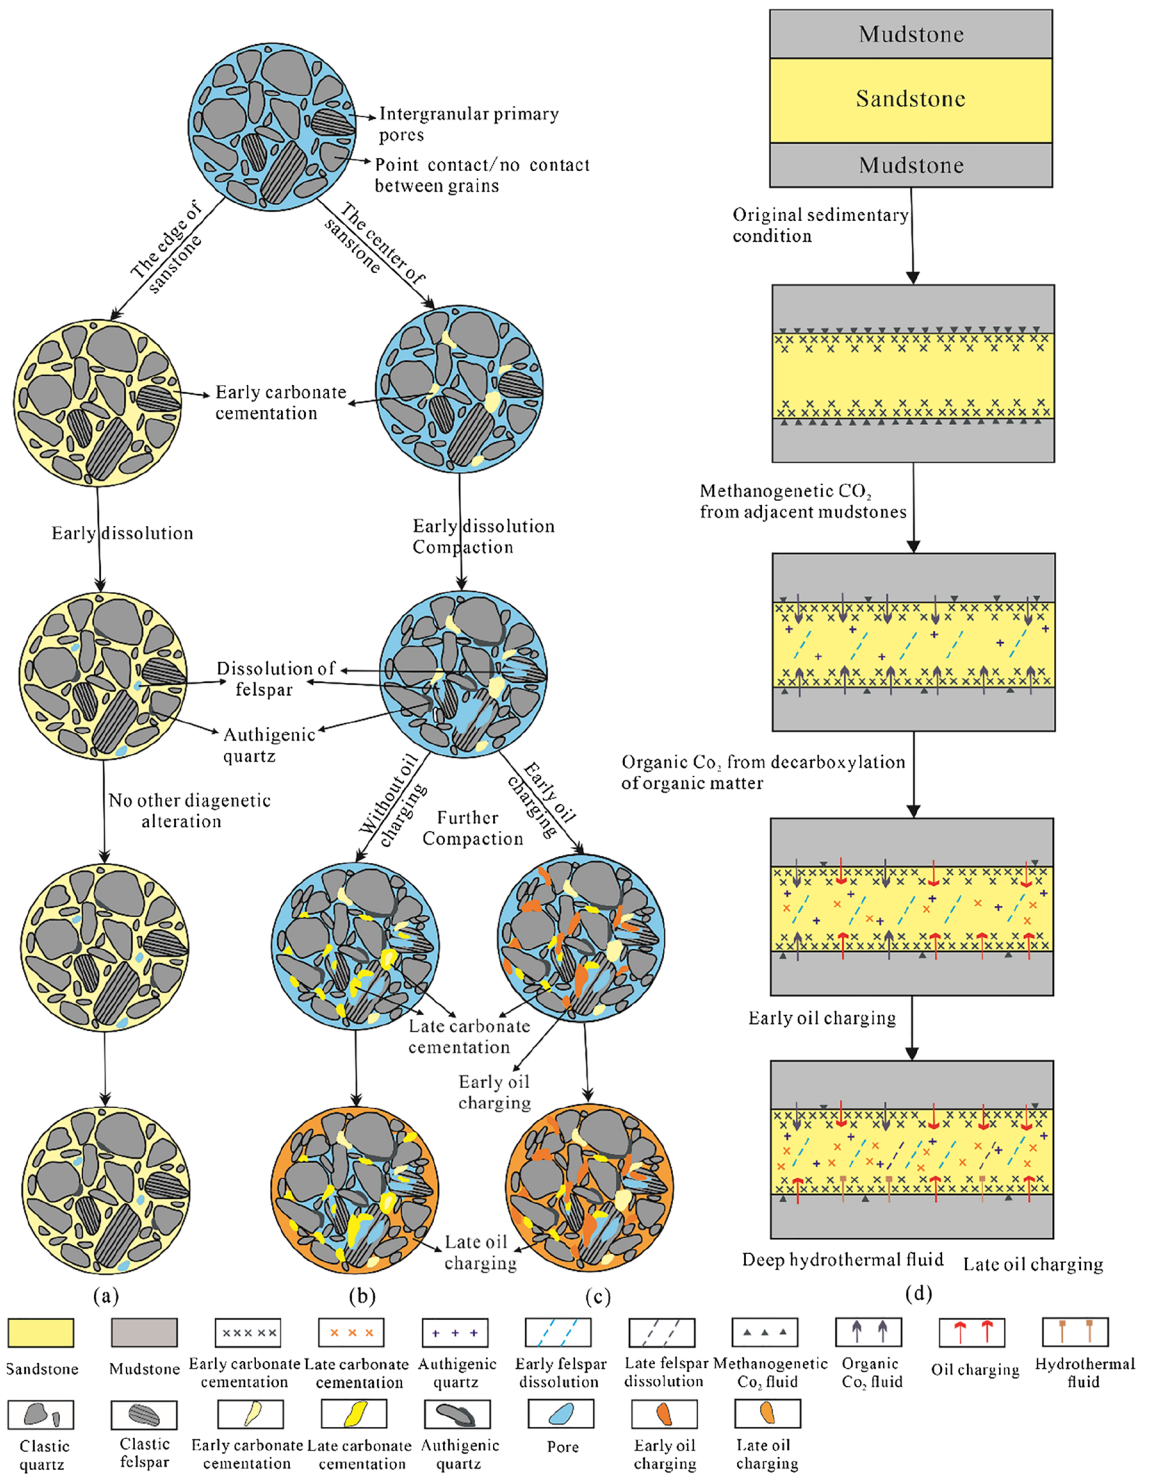 Mudstone
Sandstone
Mudstone
Intergranular primary
pores
Point contact/no contact
between grains
The edge of
sanstone
The center of
sanstone
Original sedimentary
condition
Early carbonate
cementation
Methanogenetic CO₂
from adjacent mudstones
Early dissolution
Early dissolution
Compaction
Dissolution of
felspar
Authigenic
quartz
Organic Co₂ from decarboxylation
of organic matter
No other diagenetic
alteration
Without oil
charging
Further
Compaction
Early oil
charging
Late carbonate
cementation
Early oil charging
Early oil
charging
Late oil
charging
Deep hydrothermal fluid
Late oil charging
(a)
(b)
(c)
(d)
Sandstone
Mudstone
Early carbonate
cementation
Late carbonate
cementation
Authigenic
quartz
Early felspar
dissolution
Late felspar
dissolution
Methanogenetic
Co₂ fluid
Organic
Co₂ fluid
Oil charging
Hydrothermal
fluid
Clastic
quartz
Clastic
felspar
Early carbonate
cementation
Late carbonate
cementation
Authigenic
quartz
Pore
Early oil
charging
Late oil
charging